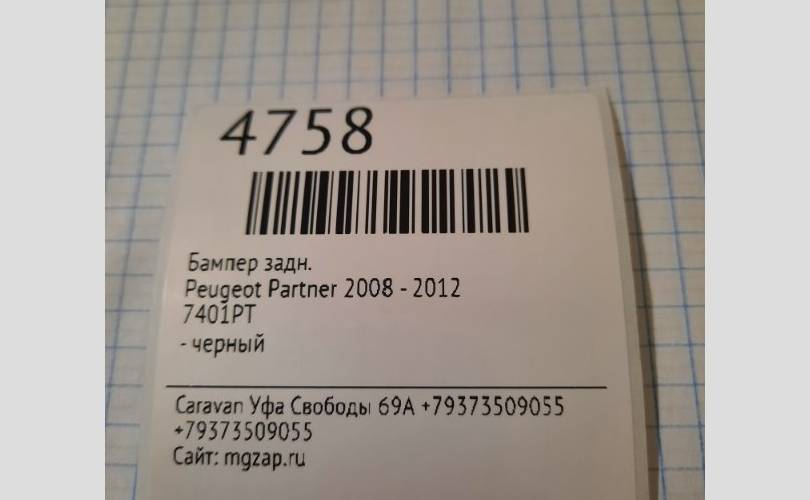 4758
Бампер задн.
Peugeot Partner 2008 - 2012
7401PT
- черный
Caravan Уфа Свободы 69А +79373509055
+79373509055
Сайт: mgzap.ru